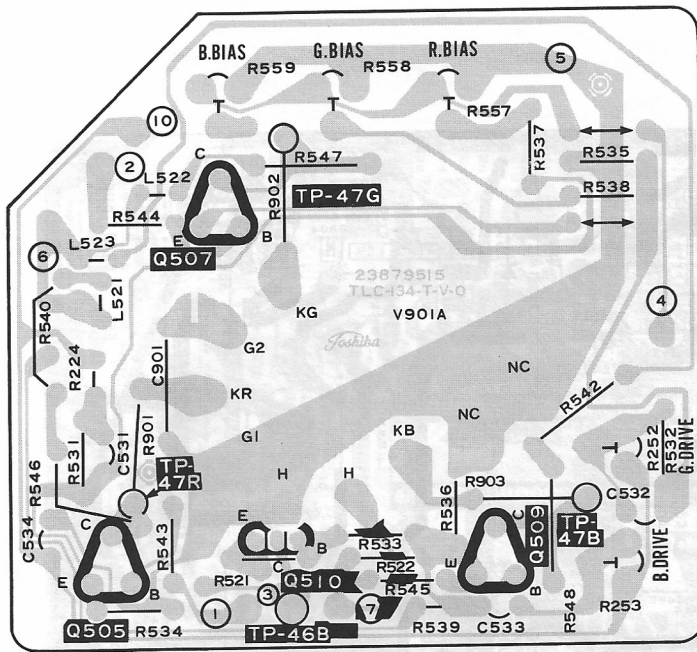 B.BIAS G.BIAS R.BIAS
R559 R558 5
T T T R557
10
C R547 R537 R535
2 L522 R902 TP-47G
R544 R538
E B
Q507
L523
6
23879515
TLC-134-T-V-0
L521 KG V901A 4
R540 Toshiba
G2
R224 C901 NC
KR R542
NC
G1 KB
R531 C531 R901 T R252 R532 G.DRIVE
H H
R546 TP-47R R903
R536 C C532
C534 C E R533 Q509 TP-47B
R543 B B.DRIVE
C R522 T
E B R521 Q510 R545 E B R548 R253
1 3 7
Q505 R534 TP-46B R539 C533